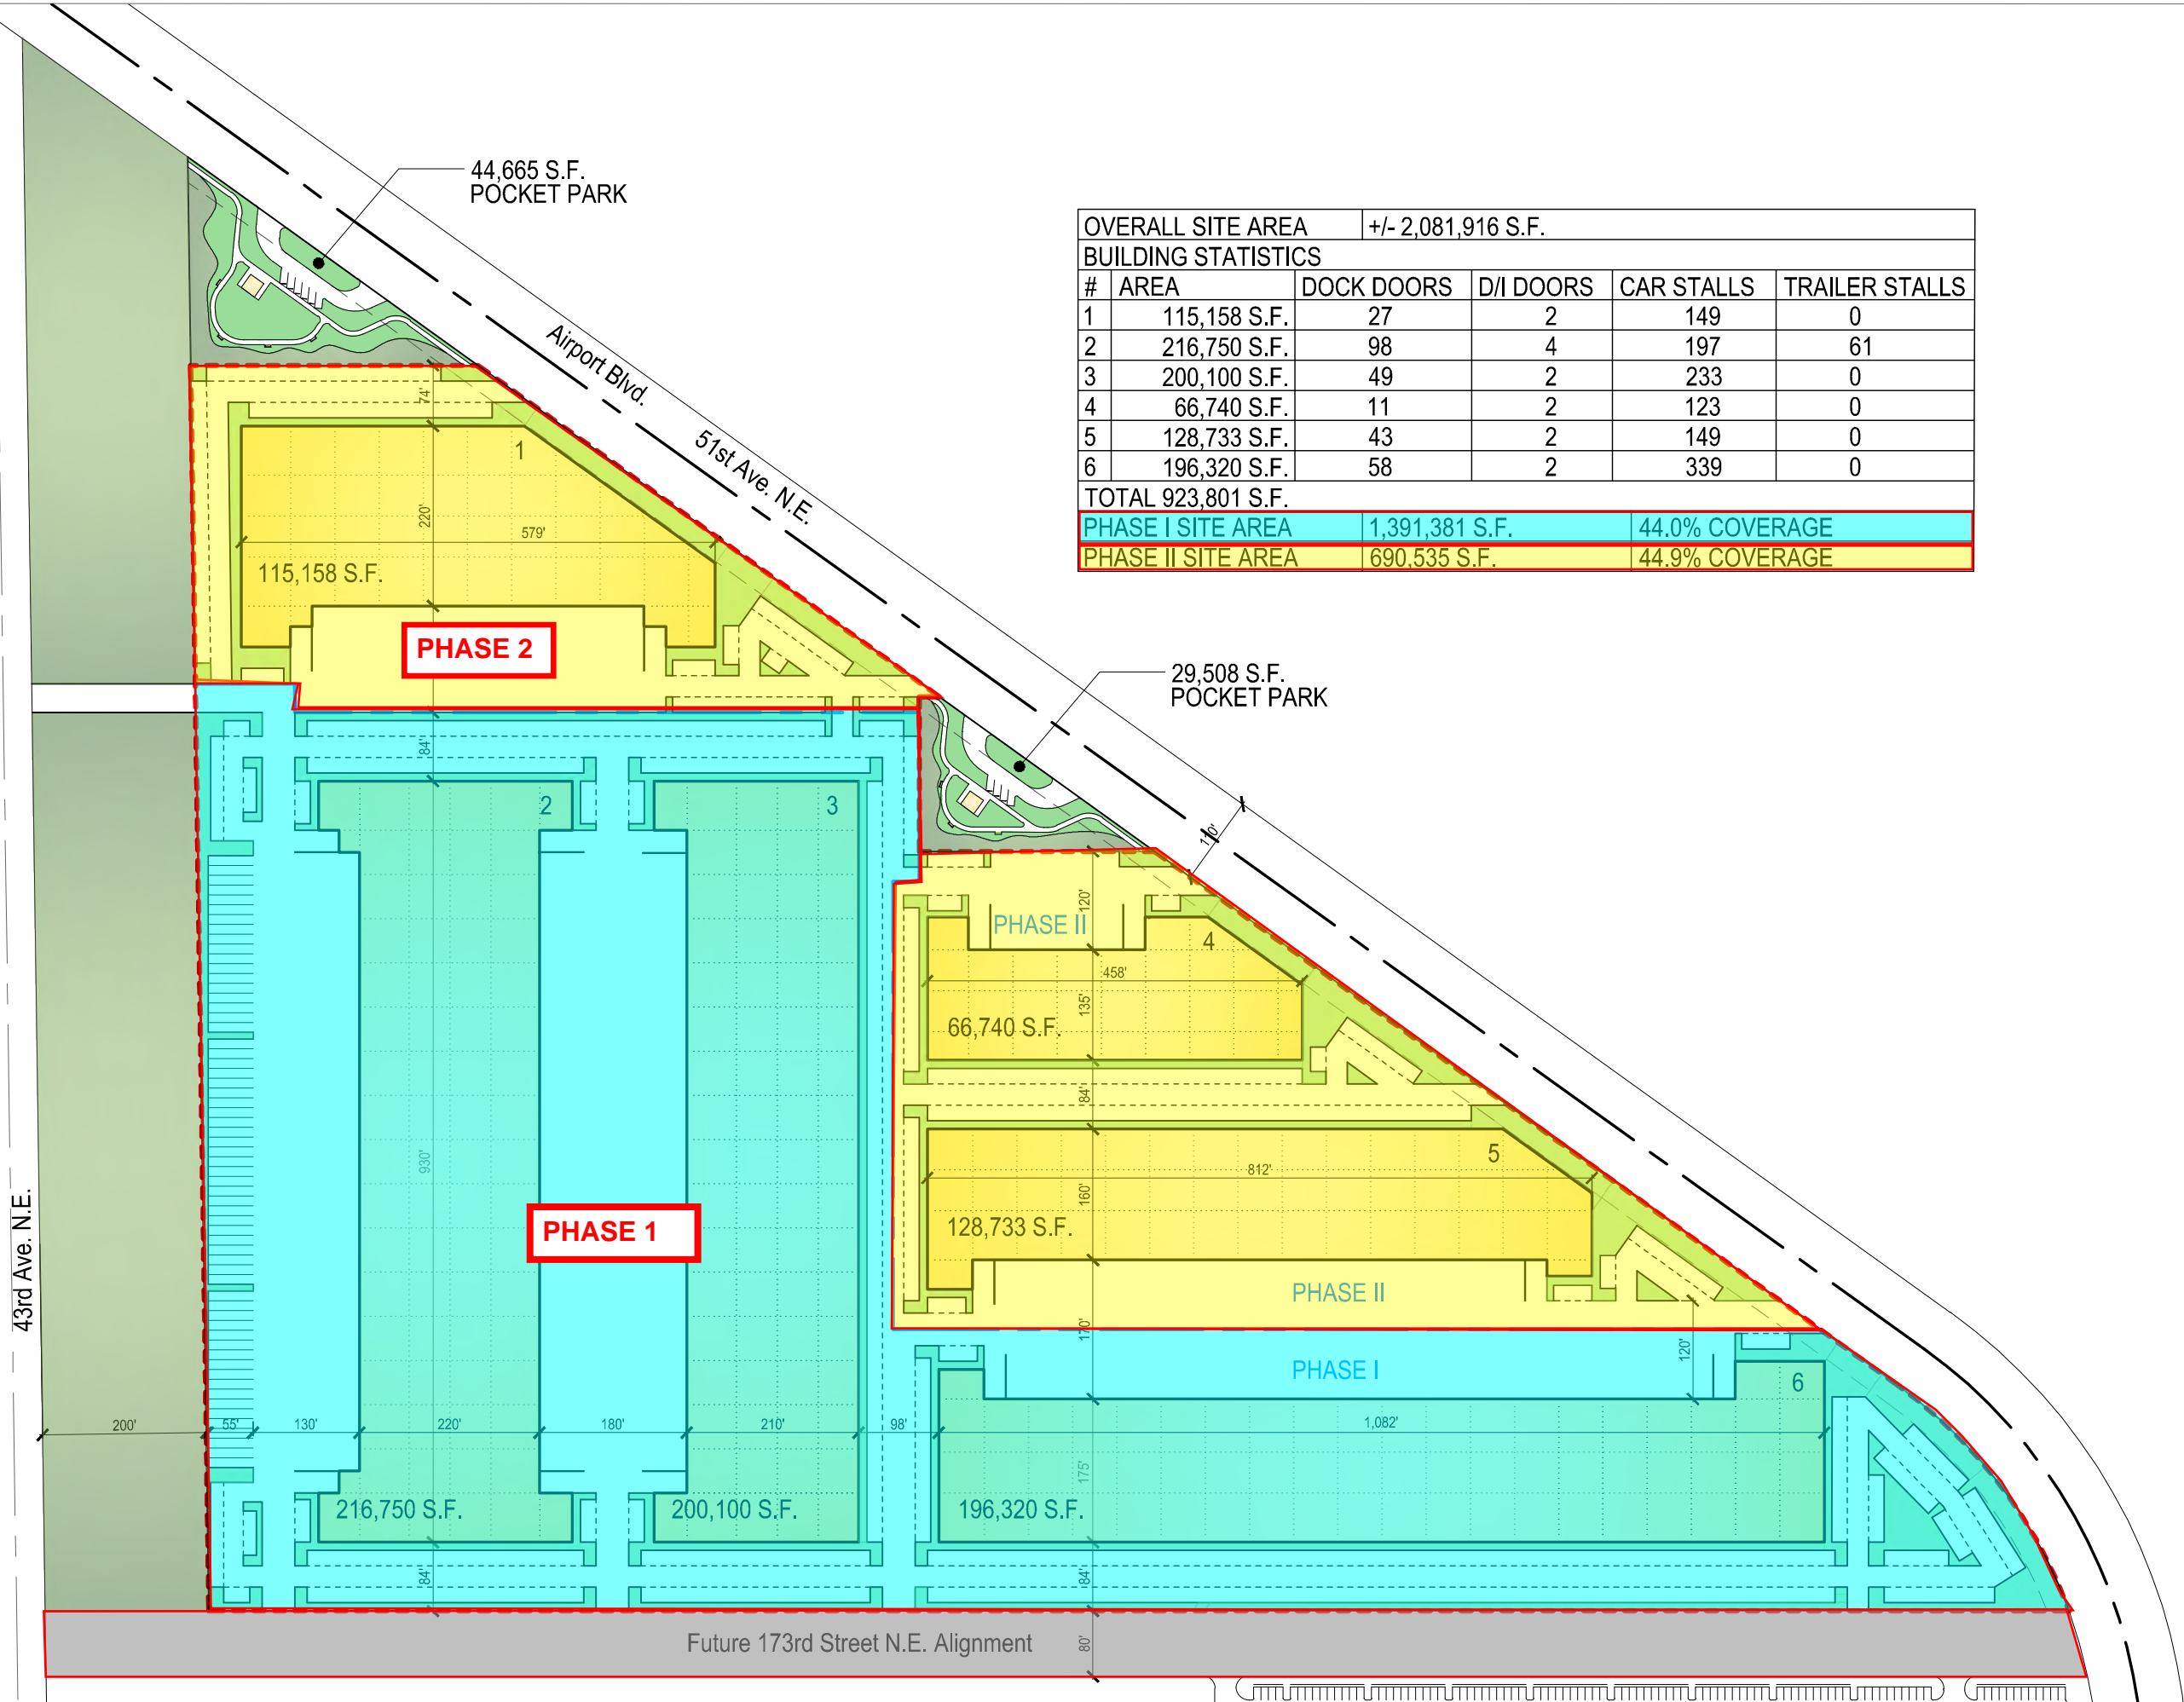 44,665 S.F.
POCKET PARK
OVERALL SITE AREA +/- 2,081,916 S.F.
BUILDING STATISTICS
# AREA DOCK DOORS D/I DOORS CAR STALLS TRAILER STALLS
1 115,158 S.F. 27 2 149 0
2 216,750 S.F. 98 4 197 61
3 200,100 S.F. 49 2 233 0
4 66,740 S.F. 11 2 123 0
5 128,733 S.F. 43 2 149 0
6 196,320 S.F. 58 2 339 0
TOTAL 923,801 S.F.
PHASE I SITE AREA 1,391,381 S.F. 44.0% COVERAGE
PHASE II SITE AREA 690,535 S.F. 44.9% COVERAGE
Airport Blvd.
51st Ave. N.E.
74'
1
220'
579'
115,158 S.F.
PHASE 2
29,508 S.F.
POCKET PARK
84'
2
3
110'
120'
PHASE II
4
458'
135'
66,740 S.F.
84'
930'
5
812'
160'
PHASE 1
128,733 S.F.
43rd Ave. N.E.
PHASE II
170'
120'
PHASE I
6
200'
55'
130'
220'
180'
210'
98'
1,082'
175'
216,750 S.F.
200,100 S.F.
196,320 S.F.
84'
84'
Future 173rd Street N.E. Alignment
80'